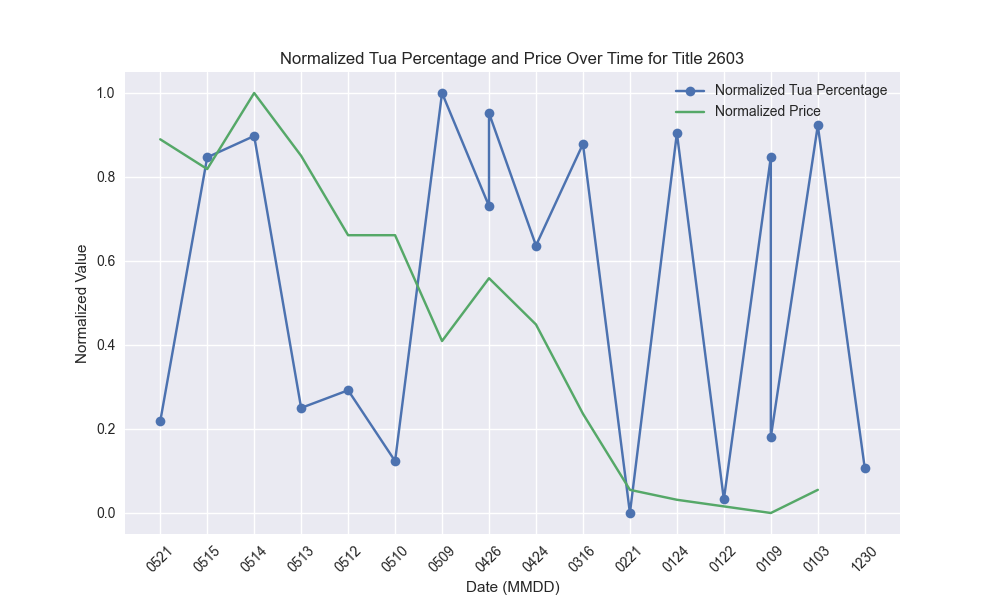 Normalized Tua Percentage and Price Over Time for Title 2603
Normalized Tua Percentage
Normalized Price
Normalized Value
1.0
0.8
0.6
0.4
0.2
0.0
0521 0515 0514 0513 0512 0510 0509 0426 0424 0316 0221 0124 0122 0109 0103 1230
Date (MMDD)